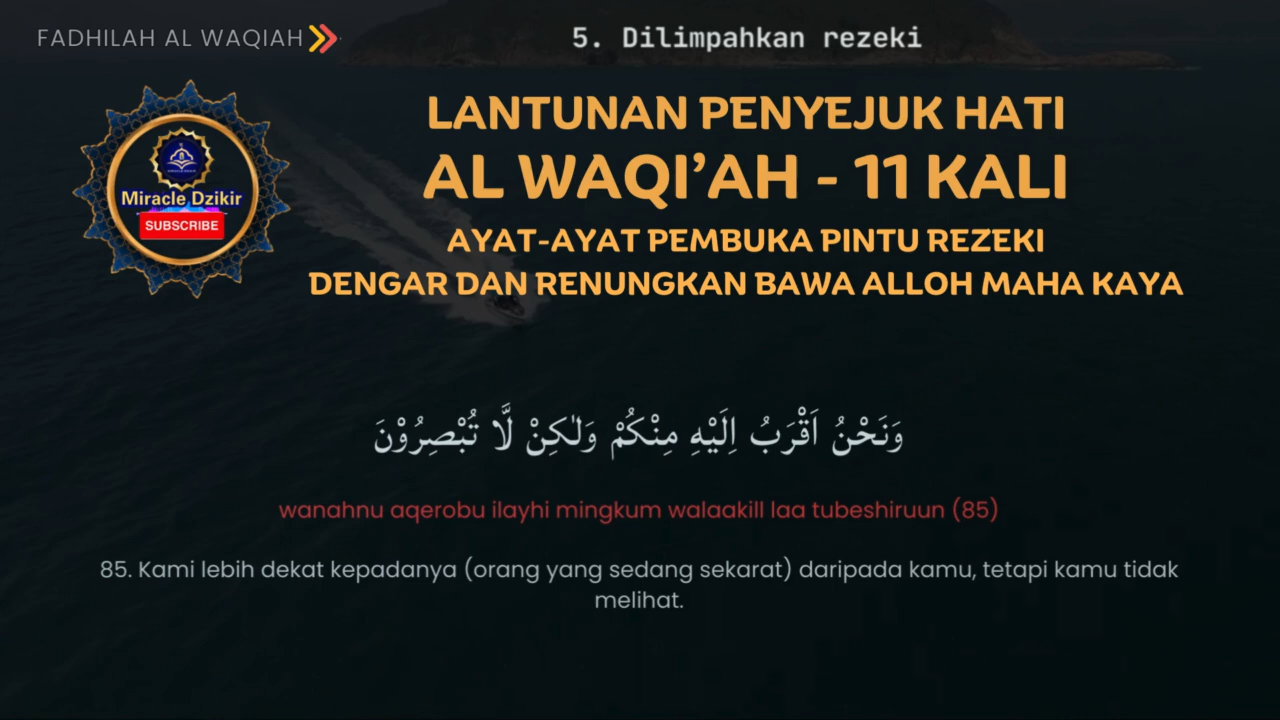 FADHILAH AL WAQIAH
5. Dilimpahkan rezeki
LANTUNAN PENYEJUK HATI
AL WAQI'AH - 11 KALI
AYAT-AYAT PEMBUKA PINTU REZEKI
DENGAR DAN RENUNGKAN BAWA ALLOH MAHA KAYA
Miracle Dzikir
SUBSCRIBE
وَنَحْنُ اَقْرَبُ اِلَيْهِ مِنْكُمْ وَلٰكِنْ لَّا تُبْصِرُوْنَ
wanahnu aqerobu ilayhi mingkum walaakill laa tubeshiruun (85)
85. Kami lebih dekat kepadanya (orang yang sedang sekarat) daripada kamu, tetapi kamu tidak
melihat.